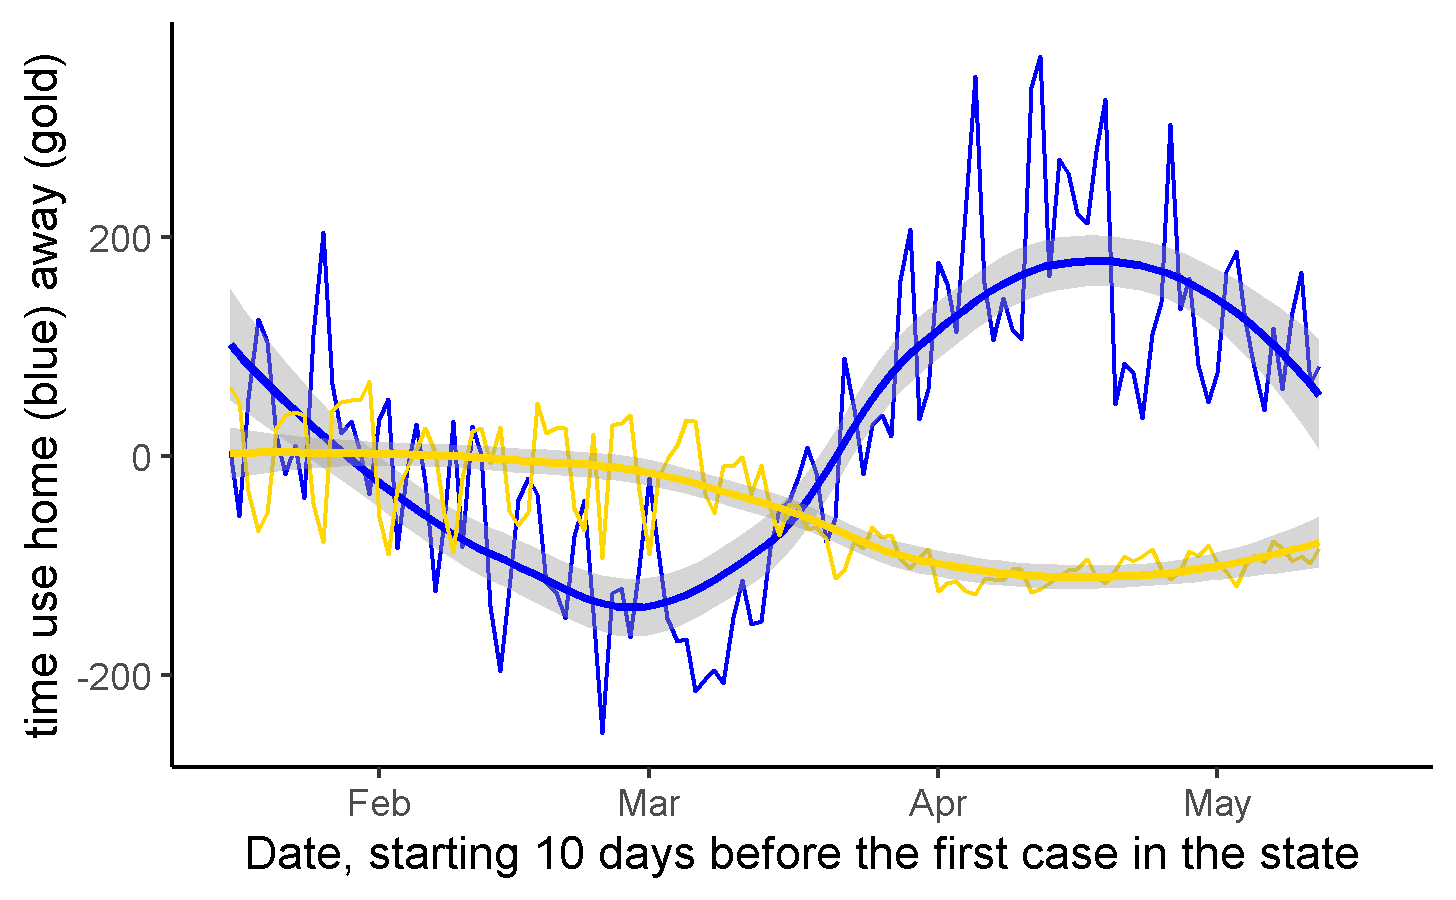 time use home (blue) away (gold)
200
0
-200
Feb Mar Apr May
Date, starting 10 days before the first case in the state